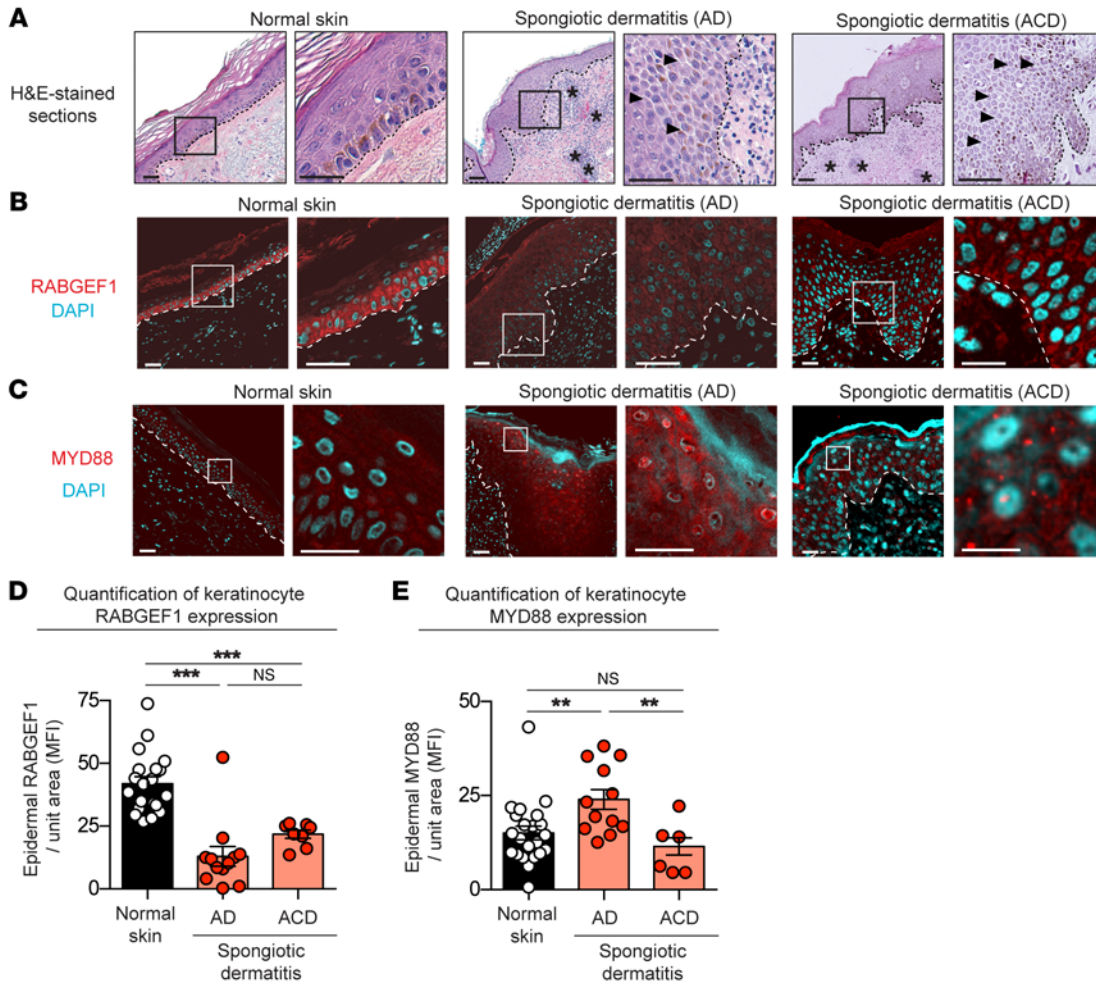 A
Normal skin
Spongiotic dermatitis (AD)
Spongiotic dermatitis (ACD)
H&E-stained
sections
*
*
*
*
*
*
*
B
Normal skin
Spongiotic dermatitis (AD)
Spongiotic dermatitis (ACD)
RABGEF1
DAPI
C
Normal skin
Spongiotic dermatitis (AD)
Spongiotic dermatitis (ACD)
MYD88
DAPI
D
Quantification of keratinocyte
RABGEF1 expression
***
***
NS
Epidermal RABGEF1
/ unit area (MFI)
75
50
25
0
Normal
skin
AD
ACD
Spongiotic
dermatitis
E
Quantification of keratinocyte
MYD88 expression
NS
**
**
Epidermal MYD88
/ unit area (MFI)
50
25
0
Normal
skin
AD
ACD
Spongiotic
dermatitis